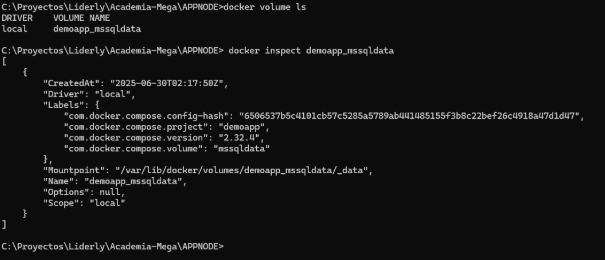 C:\Proyectos\Liderly\Academia-Mega\APPNODE>docker volume ls
DRIVER    VOLUME NAME
local     demoapp_mssqldata

C:\Proyectos\Liderly\Academia-Mega\APPNODE> docker inspect demoapp_mssqldata
[
    {
        "CreatedAt": "2025-06-30T02:17:50Z",
        "Driver": "local",
        "Labels": {
            "com.docker.compose.config-hash": "6506537b5c4101cb57c5285a5789ab441485155f3b8c22bef26c4918a47d1d47",
            "com.docker.compose.project": "demoapp",
            "com.docker.compose.version": "2.32.4",
            "com.docker.compose.volume": "mssqldata"
        },
        "Mountpoint": "/var/lib/docker/volumes/demoapp_mssqldata/_data",
        "Name": "demoapp_mssqldata",
        "Options": null,
        "Scope": "local"
    }
]

C:\Proyectos\Liderly\Academia-Mega\APPNODE>